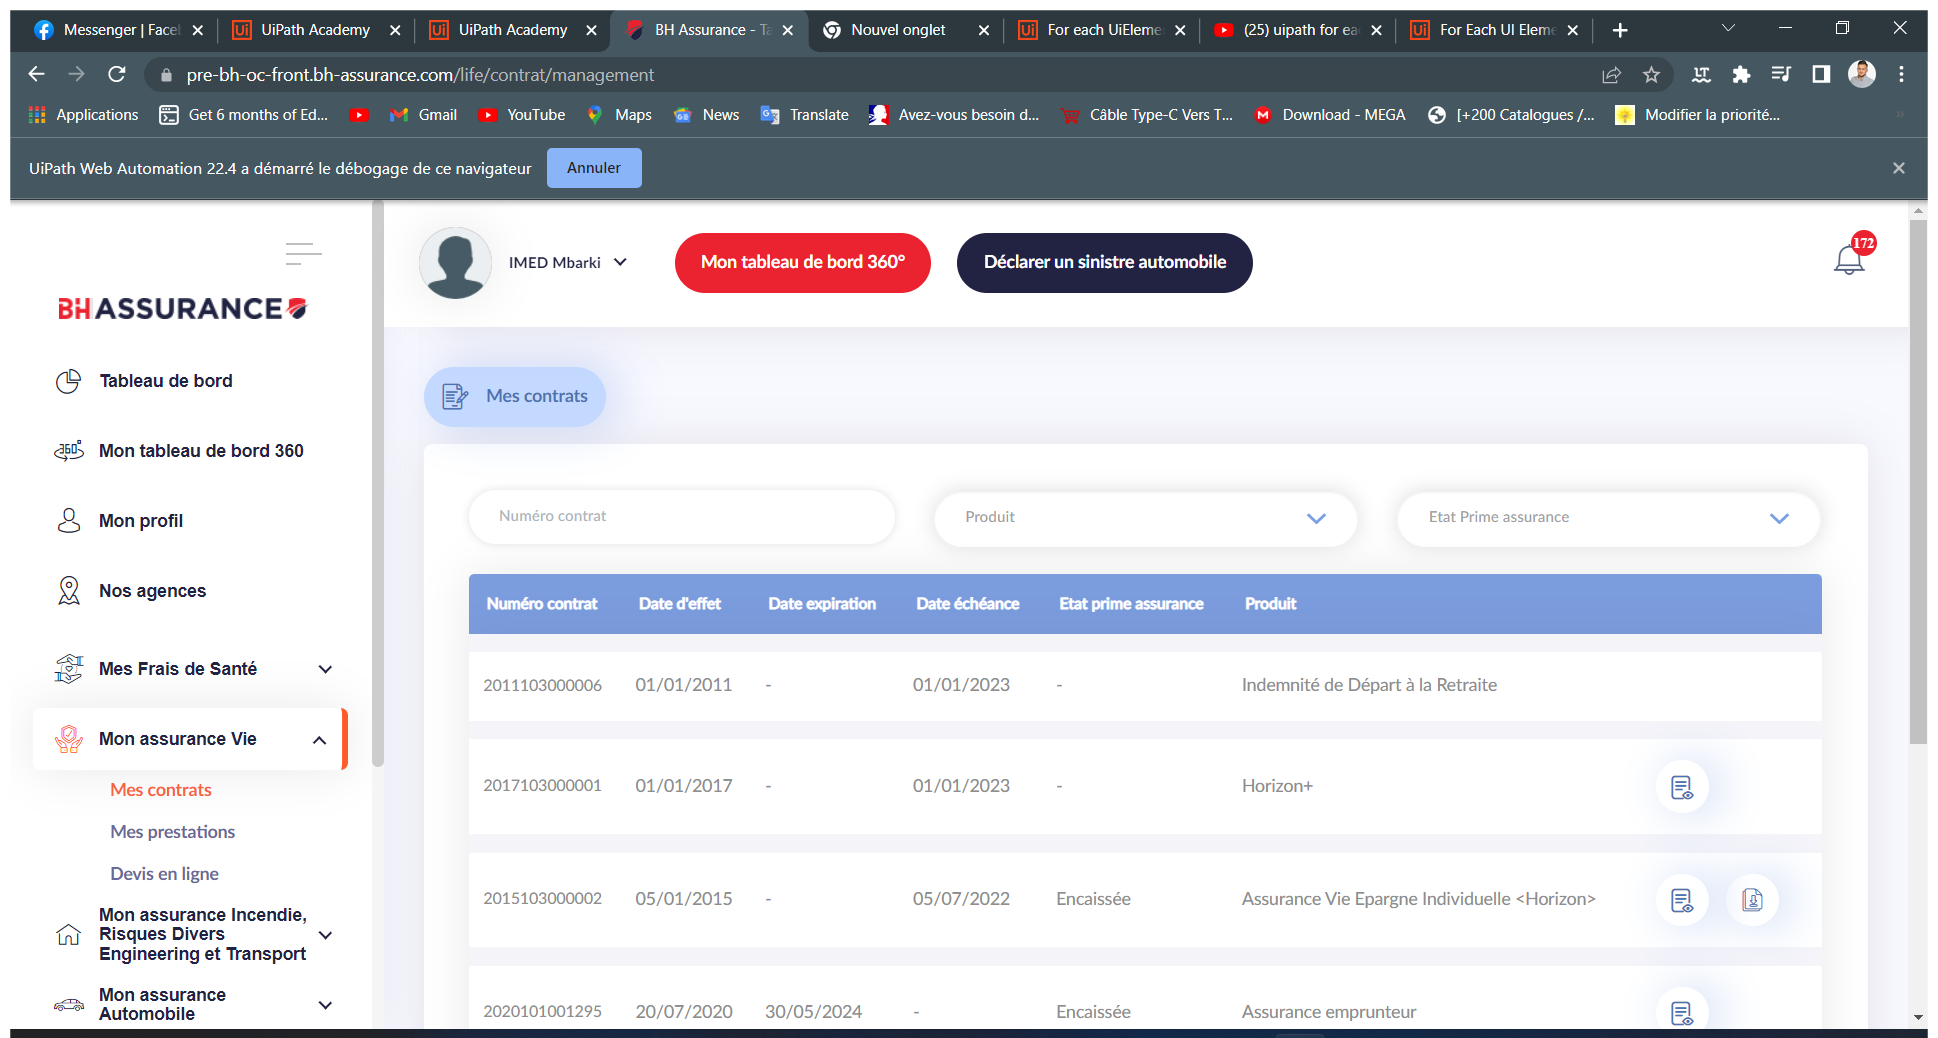 Messenger | Face
UiPath Academy
UiPath Academy
BH Assurance - Ta
Nouvel onglet
For each UiEleme
(25) uipath for ea
For Each UI Eleme
pre-bh-oc-front.bh-assurance.com/life/contrat/management
Applications
Get 6 months of Ed...
Gmail
YouTube
Maps
News
Translate
Avez-vous besoin d...
Câble Type-C Vers T...
Download - MEGA
[+200 Catalogues /...
Modifier la priorité...
UiPath Web Automation 22.4 a démarré le débogage de ce navigateur
Annuler
BH ASSURANCE
Tableau de bord
Mon tableau de bord 360
Mon profil
Nos agences
Mes Frais de Santé
Mon assurance Vie
Mes contrats
Mes prestations
Devis en ligne
Mon assurance Incendie,
Risques Divers
Engineering et Transport
Mon assurance
Automobile
IMED Mbarki
Mon tableau de bord 360°
Déclarer un sinistre automobile
172
Mes contrats
Numéro contrat
Produit
Etat Prime assurance
Numéro contrat Date d'effet Date expiration Date échéance Etat prime assurance Produit
2011103000006 01/01/2011 - 01/01/2023 - Indemnité de Départ à la Retraite
2017103000001 01/01/2017 - 01/01/2023 - Horizon+
2015103000002 05/01/2015 - 05/07/2022 Encaissée Assurance Vie Epargne Individuelle <Horizon>
2020101001295 20/07/2020 30/05/2024 - Encaissée Assurance emprunteur